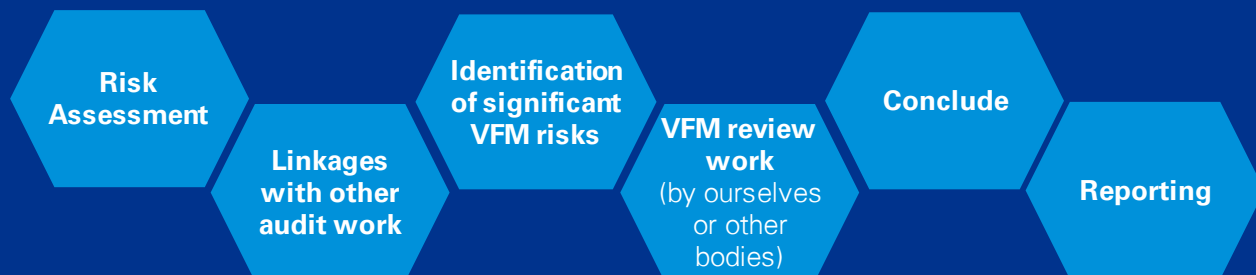 Risk
Assessment
Linkages
with other
audit work
Identification
of significant
VFM risks
VFM review
work
(by ourselves
or other
bodies)
Conclude
Reporting